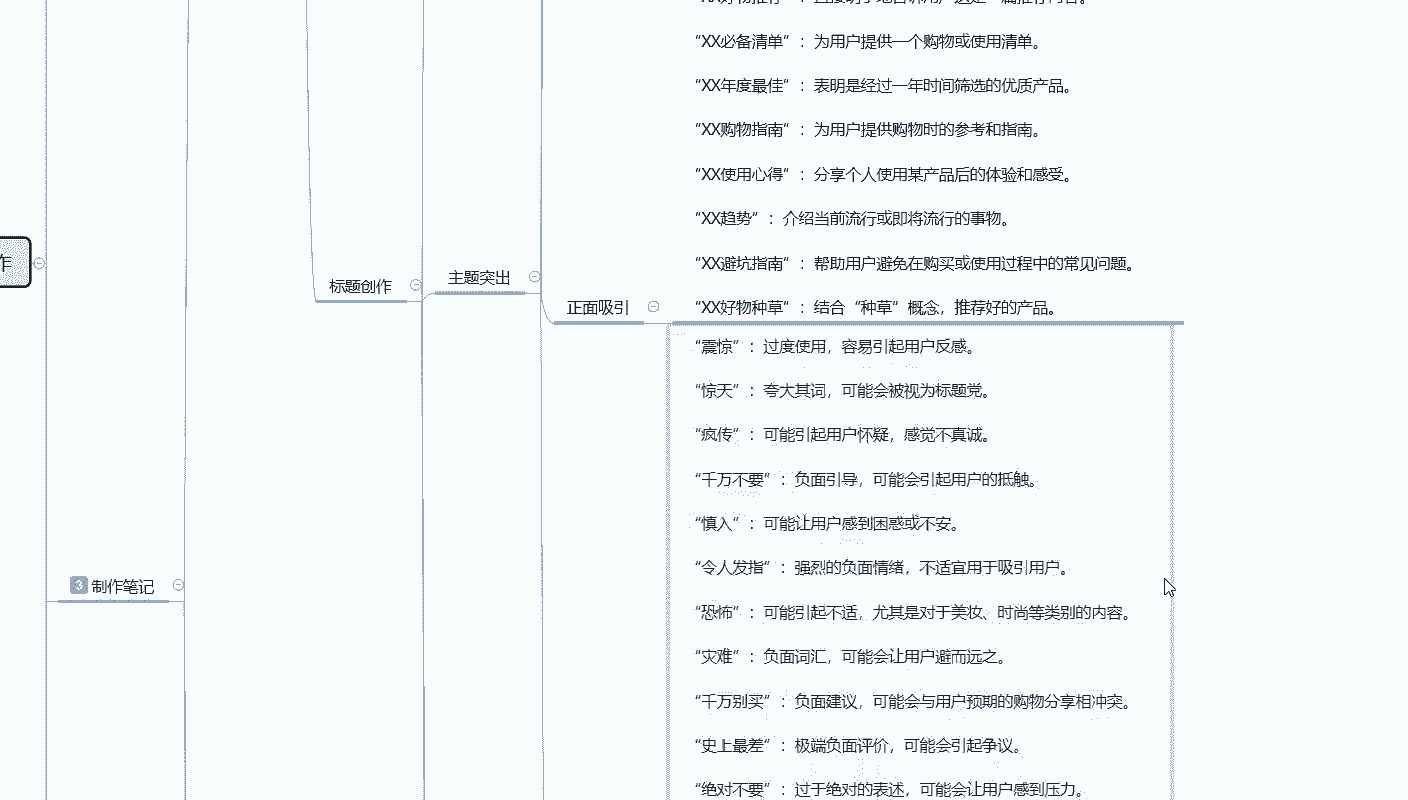 “XX必备清单”：为用户提供一个购物或使用清单。
“XX年度最佳”：表明是经过一年时间筛选的优质产品。
“XX购物指南”：为用户提供购物时的参考和指南。
“XX使用心得”：分享个人使用某产品后的体验和感受。
“XX趋势”：介绍当前流行或即将流行的事物。
作
“XX避坑指南”：帮助用户避免在购买或使用过程中的常见问题。
标题创作
主题突出
正面吸引
“XX好物种草”：结合“种草”概念，推荐好的产品。
“震惊”：过度使用，容易引起用户反感。
“惊天”：夸大其词，可能会被视为标题党。
“疯传”：可能引起用户怀疑，感觉不真诚。
“千万不要”：负面引导，可能会引起用户的抵触。
“慎入”：可能让用户感到困惑或不安。
“令人发指”：强烈的负面情绪，不适宜用于吸引用户。
3 制作笔记
“恐怖”：可能引起不适，尤其是对于美妆、时尚等类别的内容。
“灾难”：负面词汇，可能会让用户避而远之。
“千万别买”：负面建议，可能会与用户预期的购物分享相冲突。
“史上最差”：极端负面评价，可能会引起争议。
“绝对不要”：过于绝对的表述，可能会让用户感到压力。